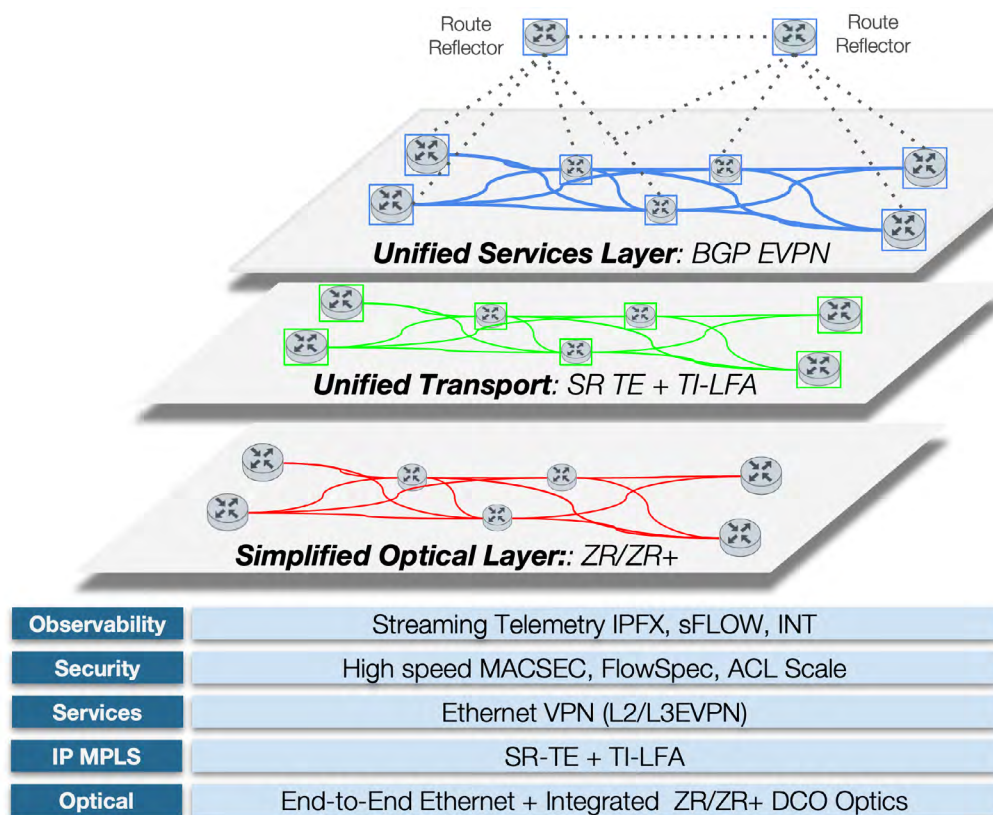 Route
Reflector
Route
Reflector
Unified Services Layer: BGP EVPN
Unified Transport: SR TE + TI-LFA
Simplified Optical Layer:: ZR/ZR+
Observability
Streaming Telemetry IPFX, sFLOW, INT
Security
High speed MACSEC, FlowSpec, ACL Scale
Services
Ethernet VPN (L2/L3EVPN)
IP MPLS
SR-TE + TI-LFA
Optical
End-to-End Ethernet + Integrated ZR/ZR+ DCO Optics